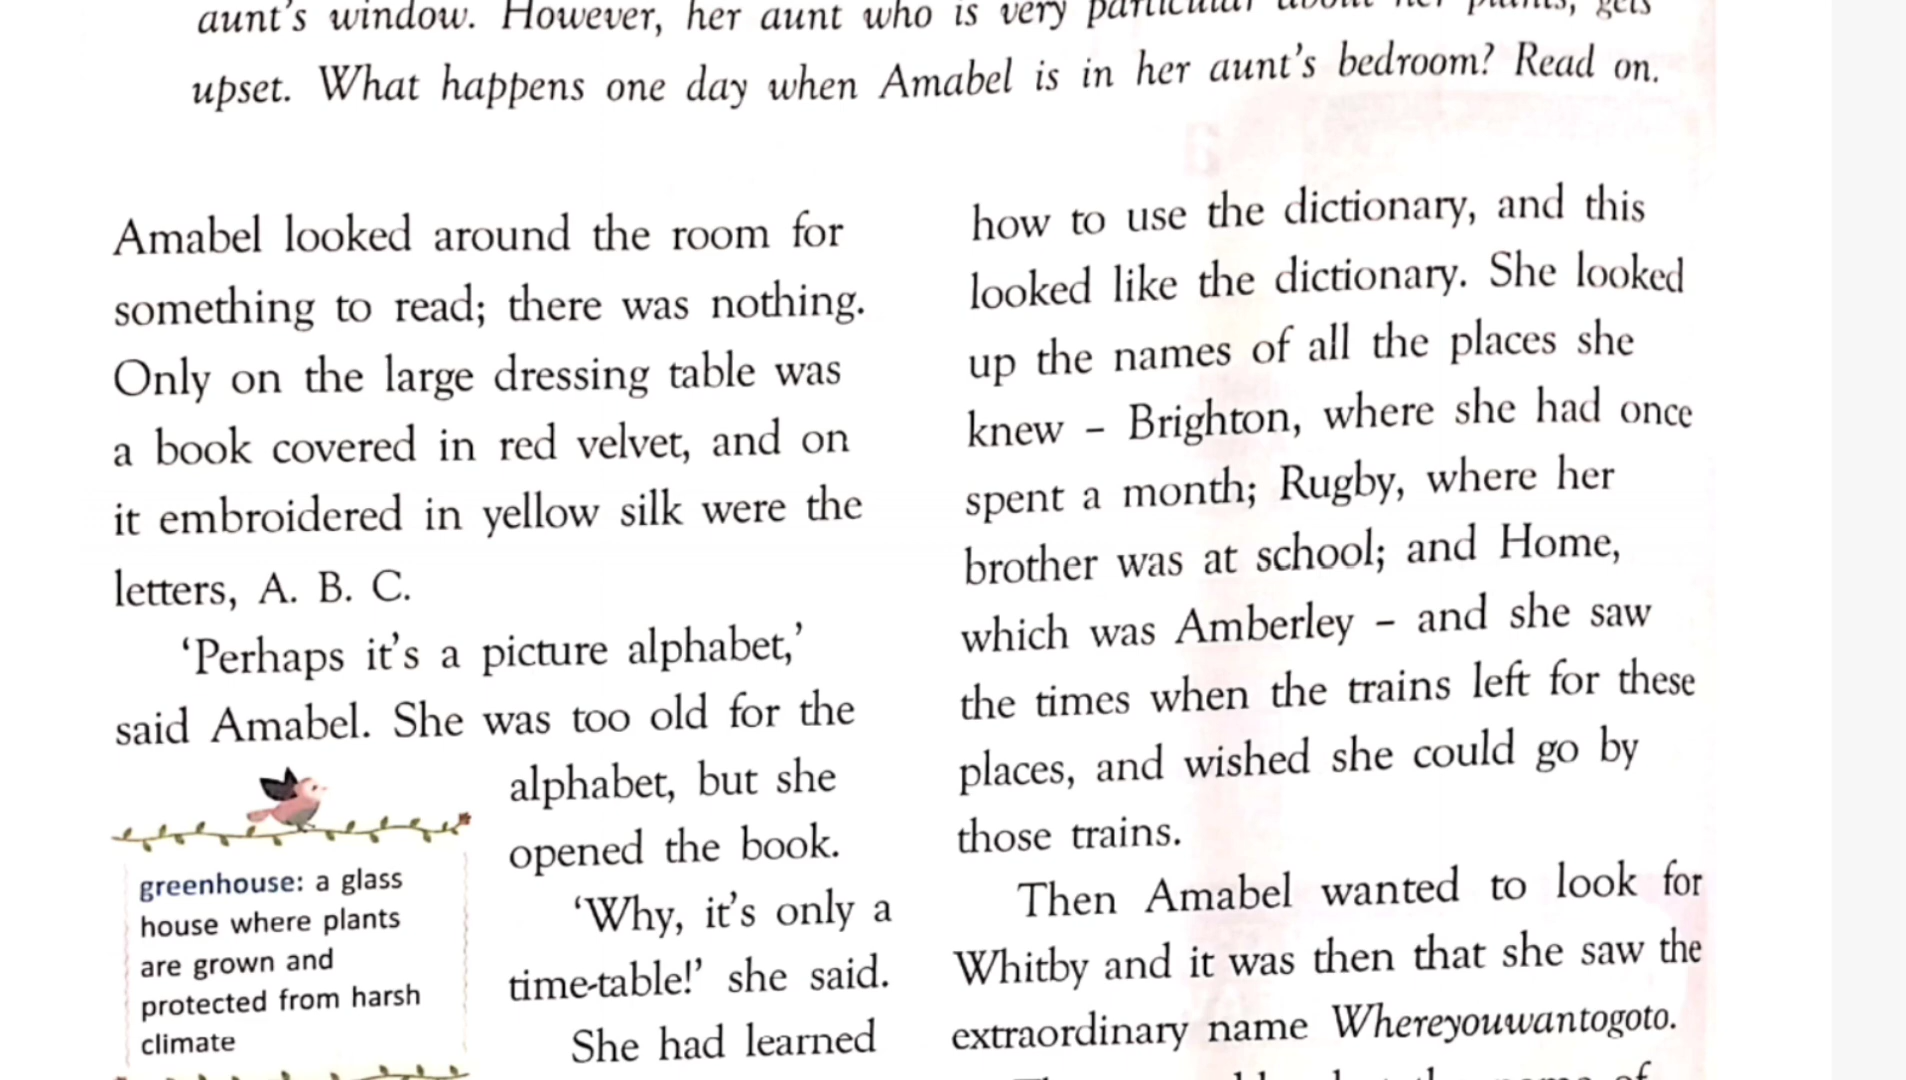 aunt's window. However, her aunt who is very particular about her plants, gets
upset. What happens one day when Amabel is in her aunt's bedroom? Read on.
Amabel looked around the room for
something to read; there was nothing.
Only on the large dressing table was
a book covered in red velvet, and on
it embroidered in yellow silk were the
letters, A. B. C.
‘Perhaps it's a picture alphabet,’
said Amabel. She was too old for the
alphabet, but she
opened the book.
‘Why, it's only a
time-table!’ she said.
She had learned
greenhouse: a glass
house where plants
are grown and
protected from harsh
climate
how to use the dictionary, and this
looked like the dictionary. She looked
up the names of all the places she
knew – Brighton, where she had once
spent a month; Rugby, where her
brother was at school; and Home,
which was Amberley – and she saw
the times when the trains left for these
places, and wished she could go by
those trains.
Then Amabel wanted to look for
Whitby and it was then that she saw the
extraordinary name Whereyouwantogoto.